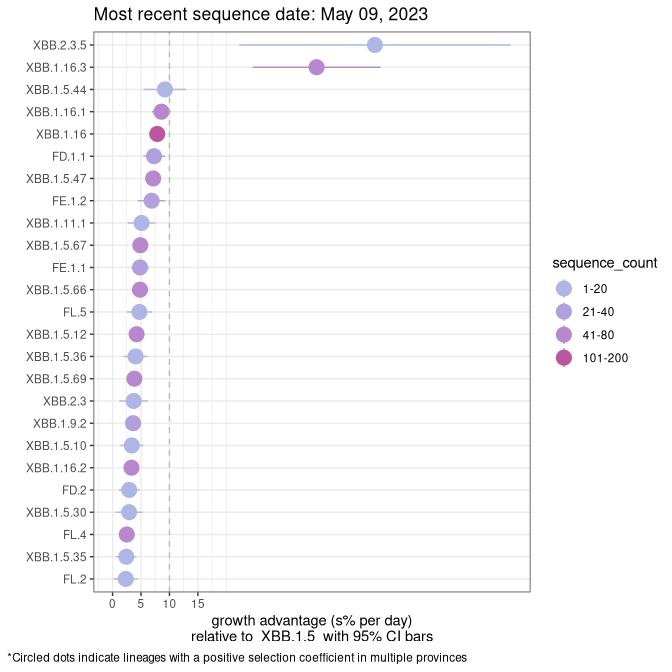 Most recent sequence date: May 09, 2023
XBB.2.3.5
XBB.1.16.3
XBB.1.5.44
XBB.1.16.1
XBB.1.16
FD.1.1
XBB.1.5.47
FE.1.2
XBB.1.11.1
XBB.1.5.67
FE.1.1
XBB.1.5.66
FL.5
XBB.1.5.12
XBB.1.5.36
XBB.1.5.69
XBB.2.3
XBB.1.9.2
XBB.1.5.10
XBB.1.16.2
FD.2
XBB.1.5.30
FL.4
XBB.1.5.35
FL.2
0 5 10 15
growth advantage (s% per day)
relative to XBB.1.5 with 95% CI bars
sequence_count
1-20
21-40
41-80
101-200
*Circled dots indicate lineages with a positive selection coefficient in multiple provinces